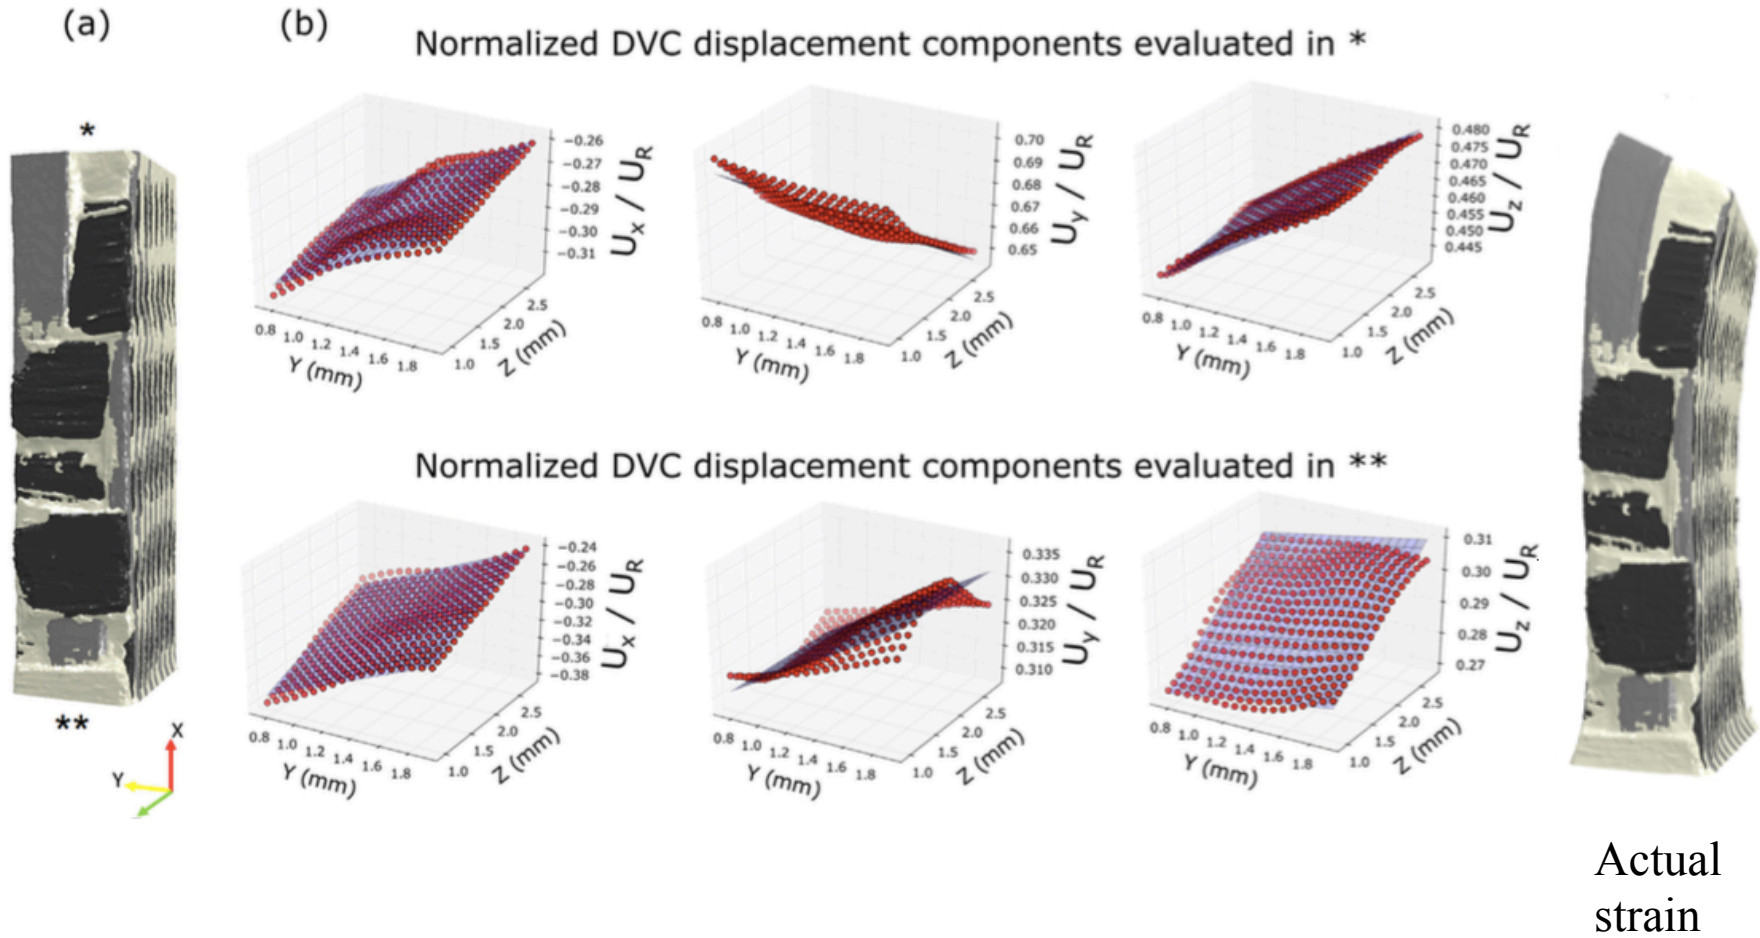 (a)
(b)
Normalized DVC displacement components evaluated in *
*
−0.26
−0.27
−0.28
−0.29
−0.30
−0.31
Ux / UR
0.8 1.0 1.2 1.4 1.6 1.8
Y (mm)
1.0 1.5 2.0 2.5
Z (mm)
0.70
0.69
0.68
0.67
0.66
0.65
Uy / UR
0.8 1.0 1.2 1.4 1.6 1.8
Y (mm)
1.0 1.5 2.0 2.5
Z (mm)
0.480
0.475
0.470
0.465
0.460
0.455
0.450
0.445
Uz / UR
0.8 1.0 1.2 1.4 1.6 1.8
Y (mm)
1.0 1.5 2.0 2.5
Z (mm)
Normalized DVC displacement components evaluated in **
**
X
Y
−0.24
−0.26
−0.28
−0.30
−0.32
−0.34
−0.36
−0.38
Ux / UR
0.8 1.0 1.2 1.4 1.6 1.8
Y (mm)
1.0 1.5 2.0 2.5
Z (mm)
0.335
0.330
0.325
0.320
0.315
0.310
Uy / UR
0.8 1.0 1.2 1.4 1.6 1.8
Y (mm)
1.0 1.5 2.0 2.5
Z (mm)
0.31
0.30
0.29
0.28
0.27
Uz / UR
0.8 1.0 1.2 1.4 1.6 1.8
Y (mm)
1.0 1.5 2.0 2.5
Z (mm)
Actual
strain